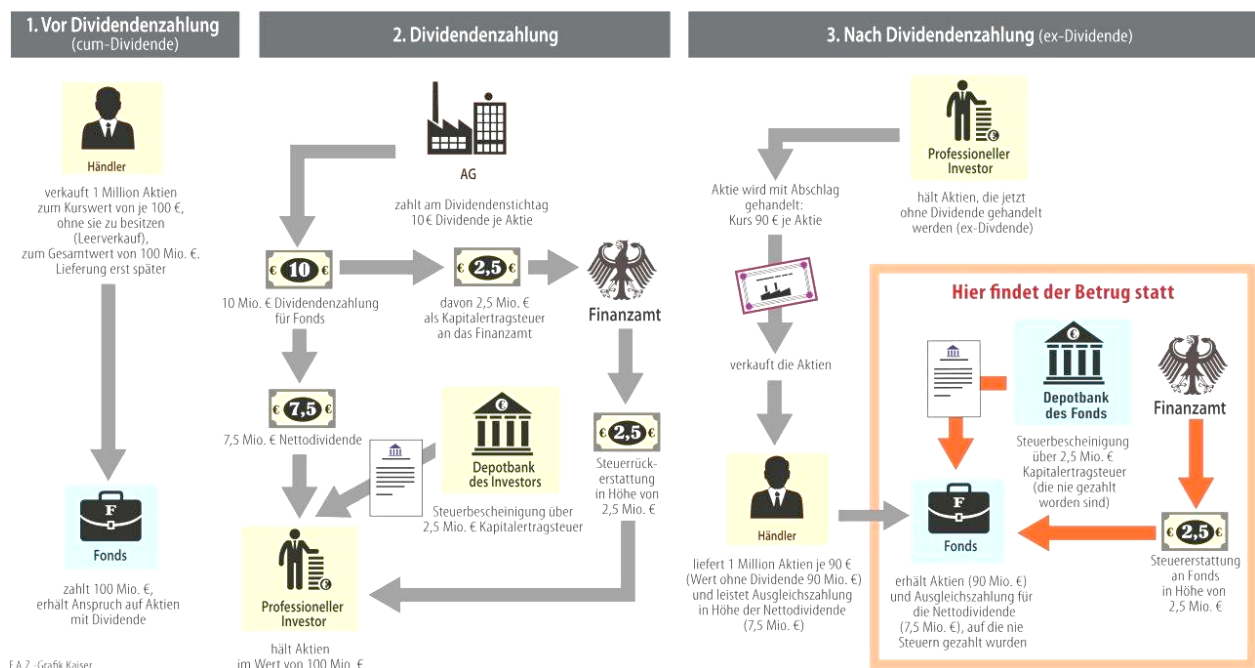 1. Vor Dividendenzahlung
(cum-Dividende)
Händler
verkauft 1 Million Aktien
zum Kurswert von je 100 €,
ohne sie zu besitzen
(Leerverkauf),
zum Gesamtwert von 100 Mio. €.
Lieferung erst später
F
Fonds
zahlt 100 Mio. €,
erhält Anspruch auf Aktien
mit Dividende
2. Dividendenzahlung
AG
zahlt am Dividendenstichtag
10 € Dividende je Aktie
€ 10 €
10 Mio. € Dividendenzahlung
für Fonds
€ 2,5 €
davon 2,5 Mio. €
als Kapitalertragsteuer
an das Finanzamt
Finanzamt
€ 7,5 €
7,5 Mio. € Nettodividende
€
Depotbank
des Investors
Steuerbescheinigung über
2,5 Mio. € Kapitalertragsteuer
€ 2,5 €
Steuerrück-
erstattung
in Höhe von
2,5 Mio. €
Professioneller
Investor
hält Aktien
im Wert von 100 Mio. €
3. Nach Dividendenzahlung (ex-Dividende)
€
Professioneller
Investor
hält Aktien, die jetzt
ohne Dividende gehandelt
werden (ex-Divdende)
Aktie wird mit Abschlag
gehandelt:
Kurs 90 € je Aktie
verkauft die Aktien
Händler
liefert 1 Million Aktien je 90 €
(Wert ohne Dividende 90 Mio. €)
und leistet Ausgleichszahlung
in Höhe der Nettodividende
(7,5 Mio. €)
Hier findet der Betrug statt
€
Depotbank
des Fonds
Steuerbescheinigung
über 2,5 Mio. €
Kapitalertragsteuer
(die nie gezahlt
worden sind)
Finanzamt
F
Fonds
erhält Aktien (90 Mio. €)
und Ausgleichszahlung für
die Nettodividende
(7,5 Mio. €), auf die nie
Steuern gezahlt wurden
€ 2,5 €
Steuererstattung
an Fonds
in Höhe von
2,5 Mio. €
F.A.Z.-Grafik Kaiser